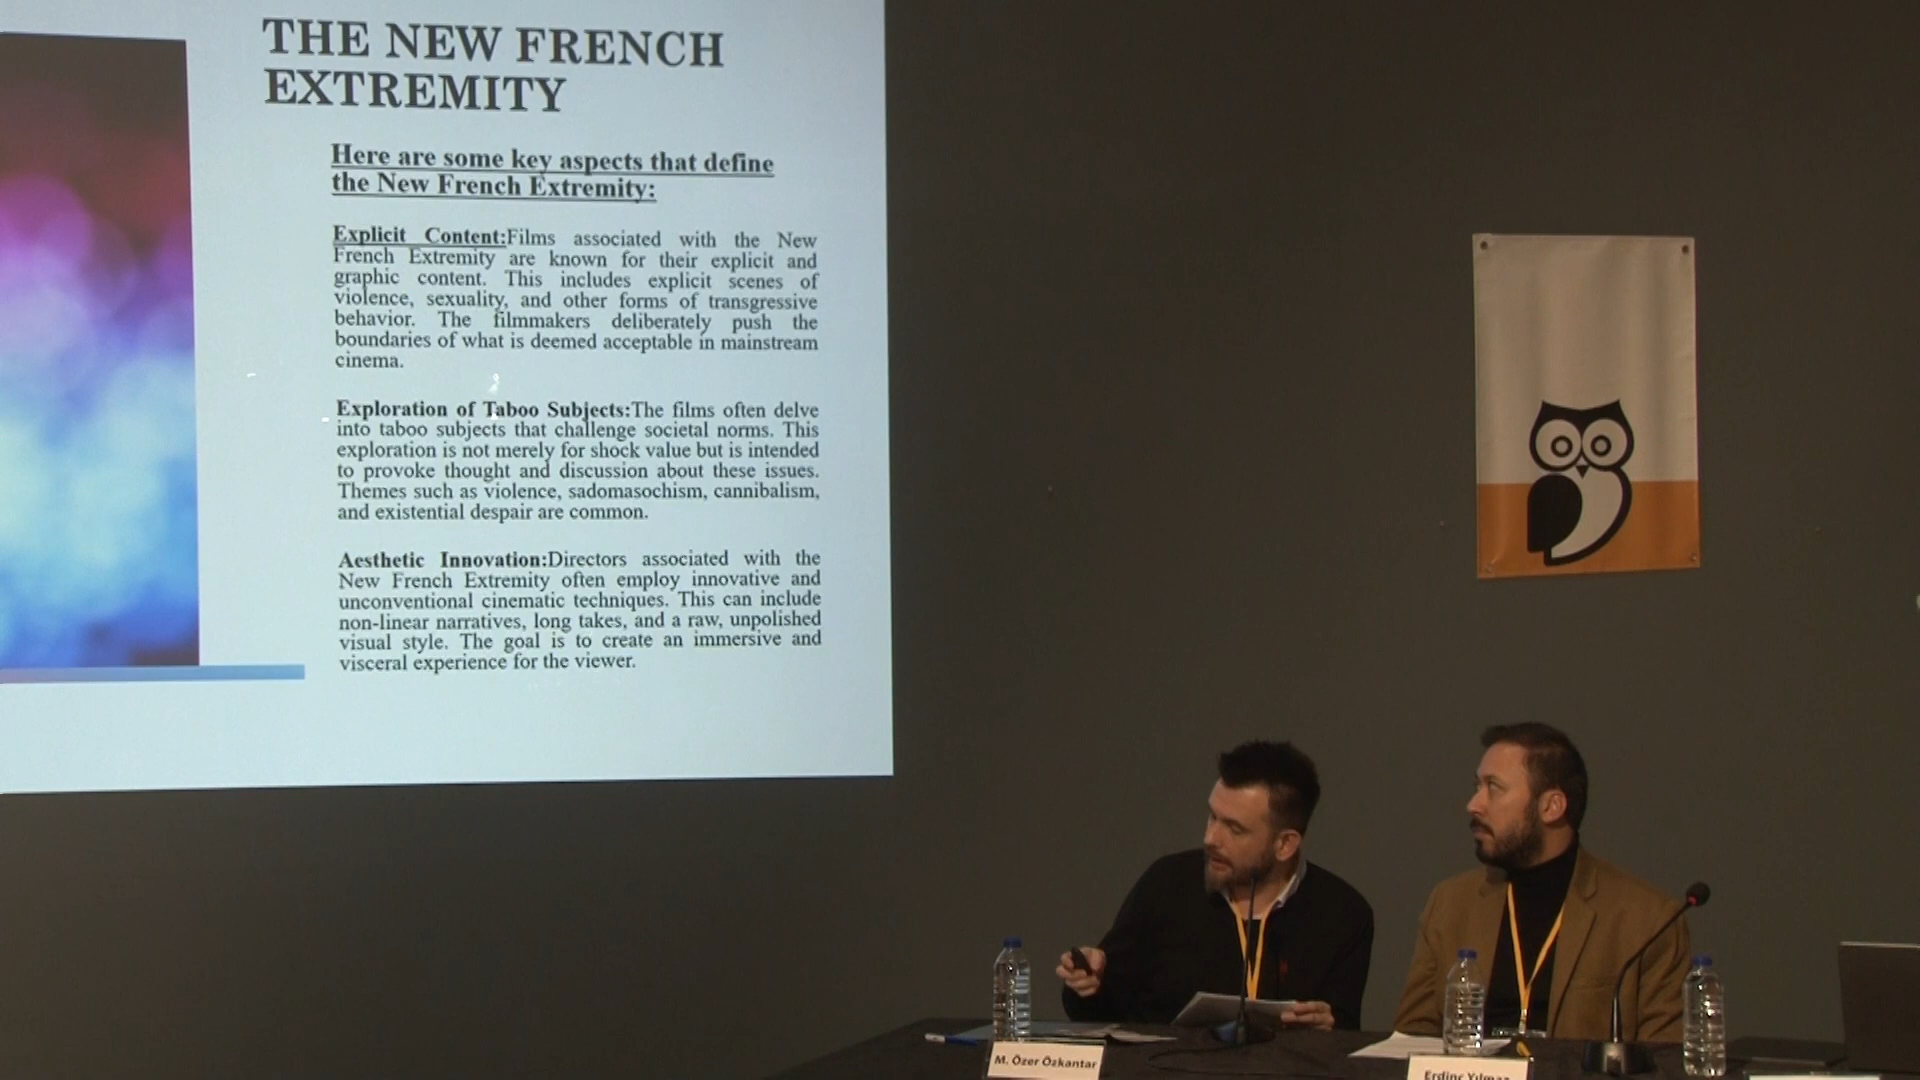 THE NEW FRENCH
EXTREMITY
Here are some key aspects that define
the New French Extremity:
Explicit Content:Films associated with the New
French Extremity are known for their explicit and
graphic content. This includes explicit scenes of
violence, sexuality, and other forms of transgressive
behavior. The filmmakers deliberately push the
boundaries of what is deemed acceptable in mainstream
cinema.
Exploration of Taboo Subjects:The films often delve
into taboo subjects that challenge societal norms. This
exploration is not merely for shock value but is intended
to provoke thought and discussion about these issues.
Themes such as violence, sadomasochism, cannibalism,
and existential despair are common.
Aesthetic Innovation:Directors associated with the
New French Extremity often employ innovative and
unconventional cinematic techniques. This can include
non-linear narratives, long takes, and a raw, unpolished
visual style. The goal is to create an immersive and
visceral experience for the viewer.
M. Özer Özkantar
Erdinç Yılmaz